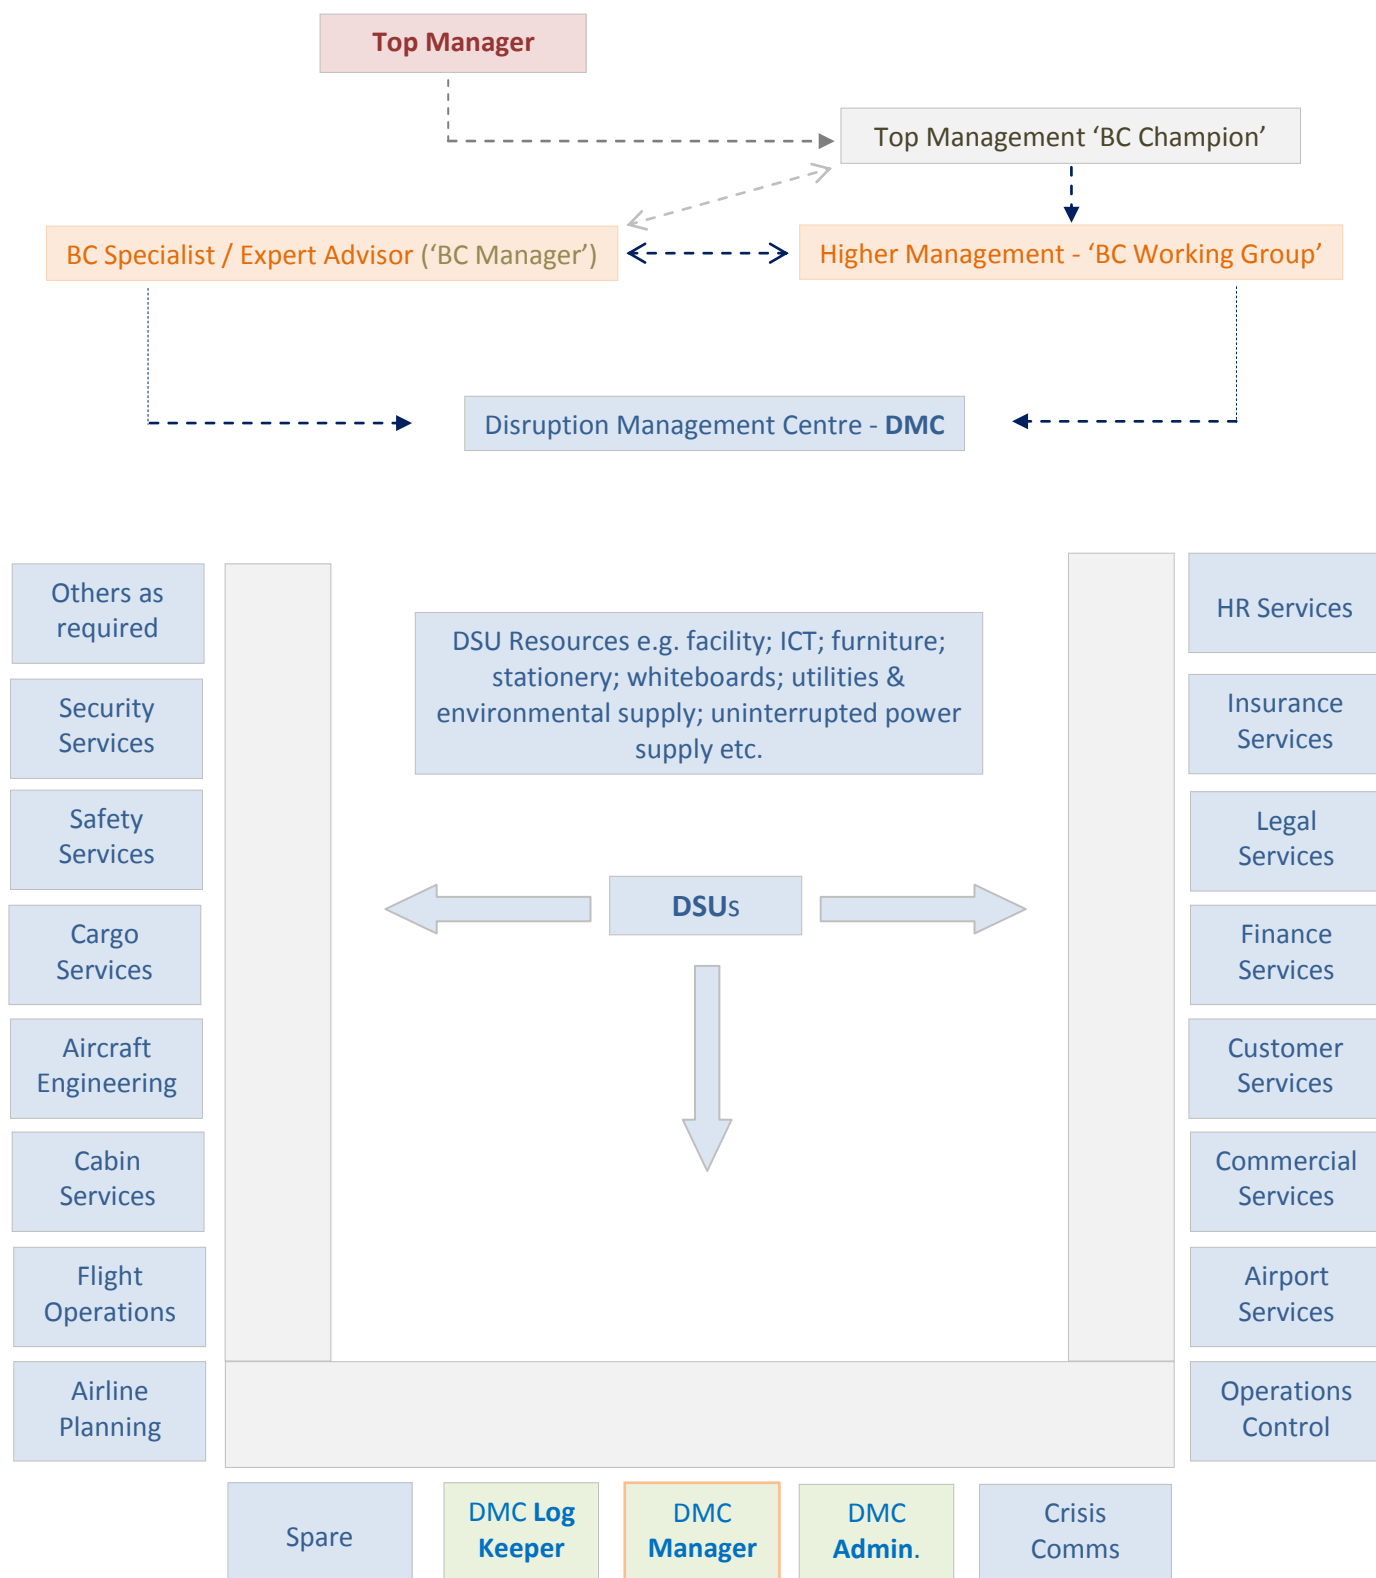 Top Manager
Top Management ‘BC Champion’
BC Specialist / Expert Advisor (‘BC Manager’)
Higher Management - ‘BC Working Group’
Disruption Management Centre - DMC
Others as
required
Security
Services
Safety
Services
Cargo
Services
Aircraft
Engineering
Cabin
Services
Flight
Operations
Airline
Planning
DSU Resources e.g. facility; ICT; furniture;
stationery; whiteboards; utilities &
environmental supply; uninterrupted power
supply etc.
DSUs
HR Services
Insurance
Services
Legal
Services
Finance
Services
Customer
Services
Commercial
Services
Airport
Services
Operations
Control
Spare
DMC Log
Keeper
DMC
Manager
DMC
Admin.
Crisis
Comms